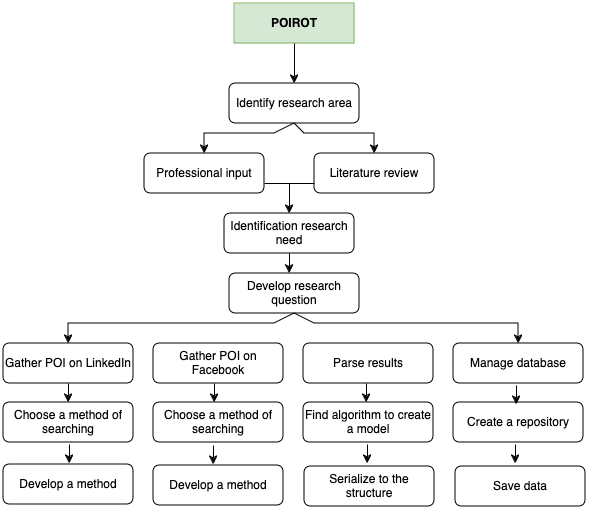 POIROT
Identify research area
Professional input
Literature review
Identification research
need
Develop research
question
Gather POI on LinkedIn
Gather POI on
Facebook
Parse results
Manage database
Choose a method of
searching
Choose a method of
searching
Find algorithm to create
a model
Create a repository
Develop a method
Develop a method
Serialize to the
structure
Save data